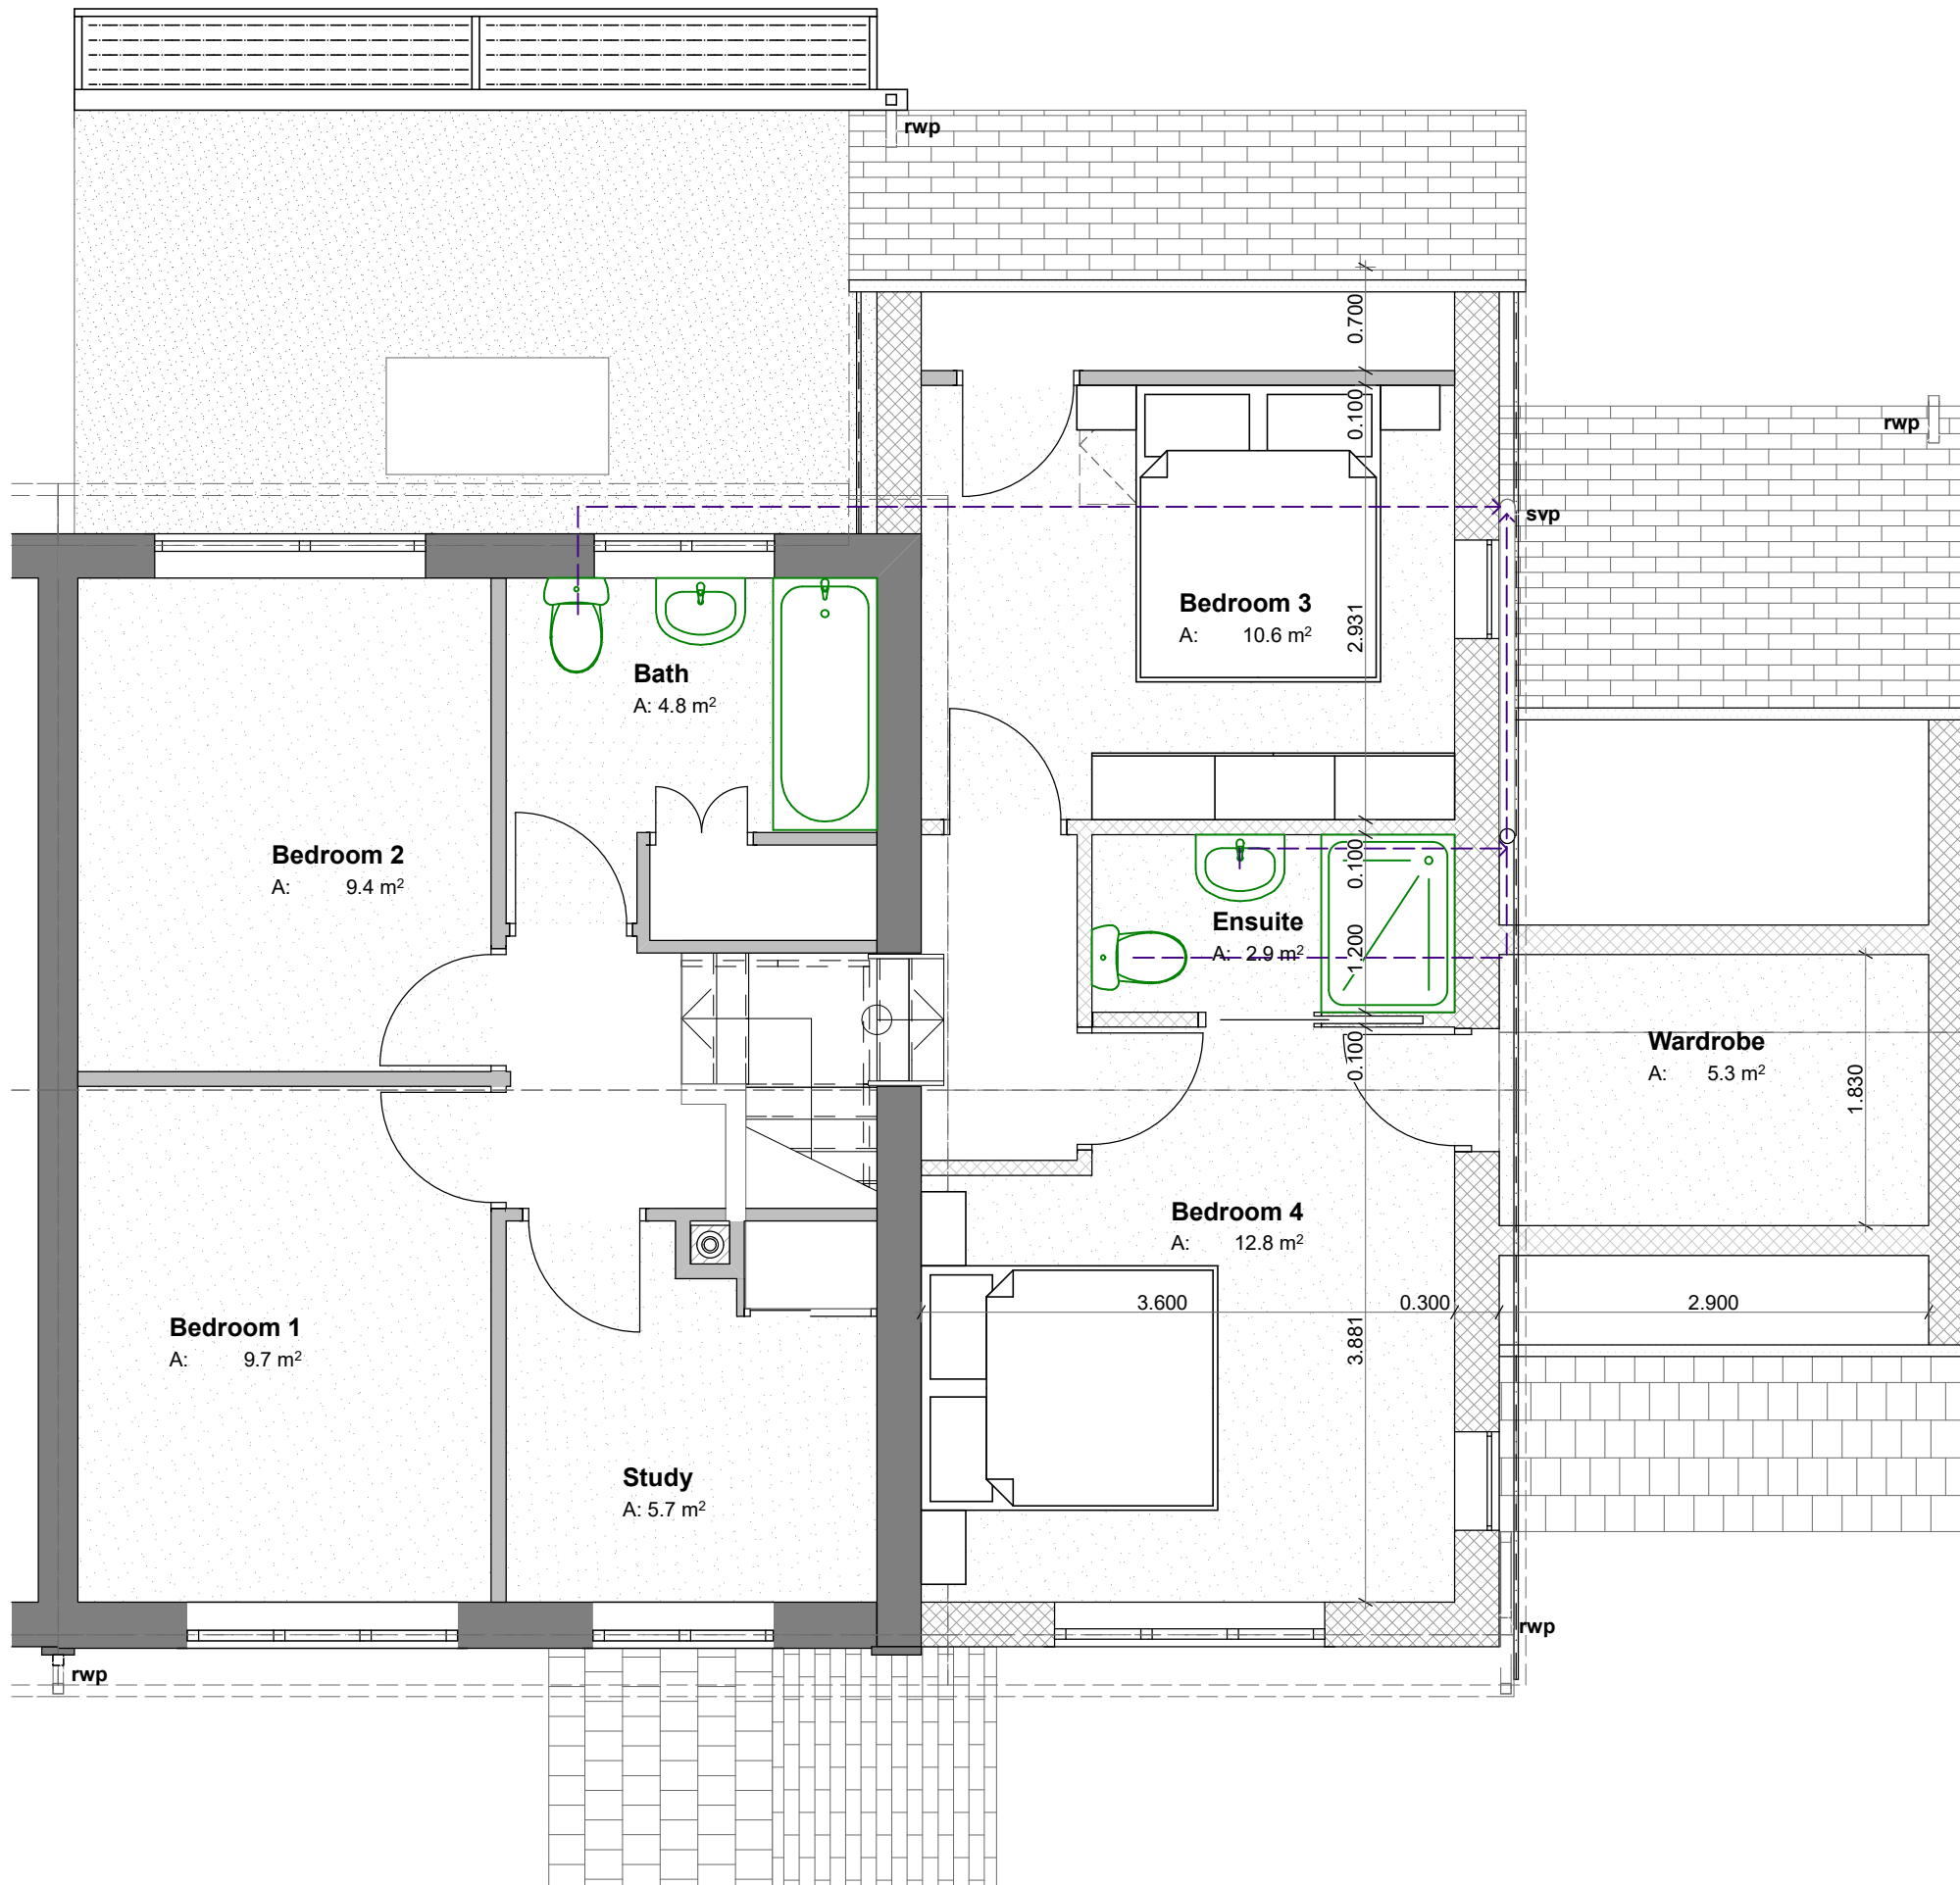 rwp
0.700
0.100
rwp
svp
Bedroom 3
A: 10.6 m²
2.931
Bath
A: 4.8 m²
Bedroom 2
A: 9.4 m²
0.100
Ensuite
A: 2.9 m²
1.200
0.100
Wardrobe
A: 5.3 m²
1.830
Bedroom 4
A: 12.8 m²
3.600
0.300
2.900
3.881
Bedroom 1
A: 9.7 m²
Study
A: 5.7 m²
rwp
rwp